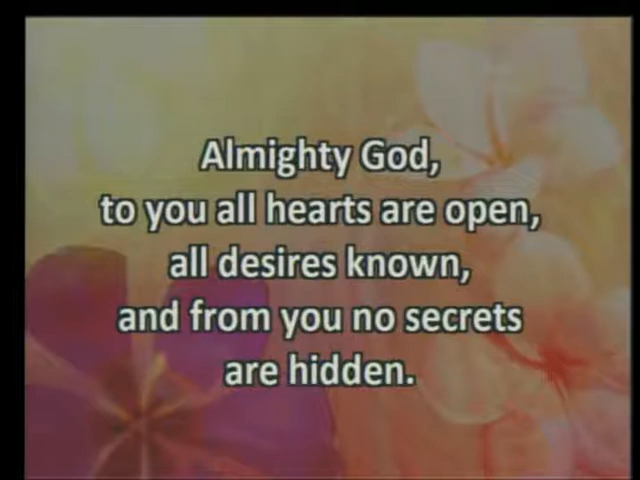 Almighty God,
to you all hearts are open,
all desires known,
and from you no secrets
are hidden.